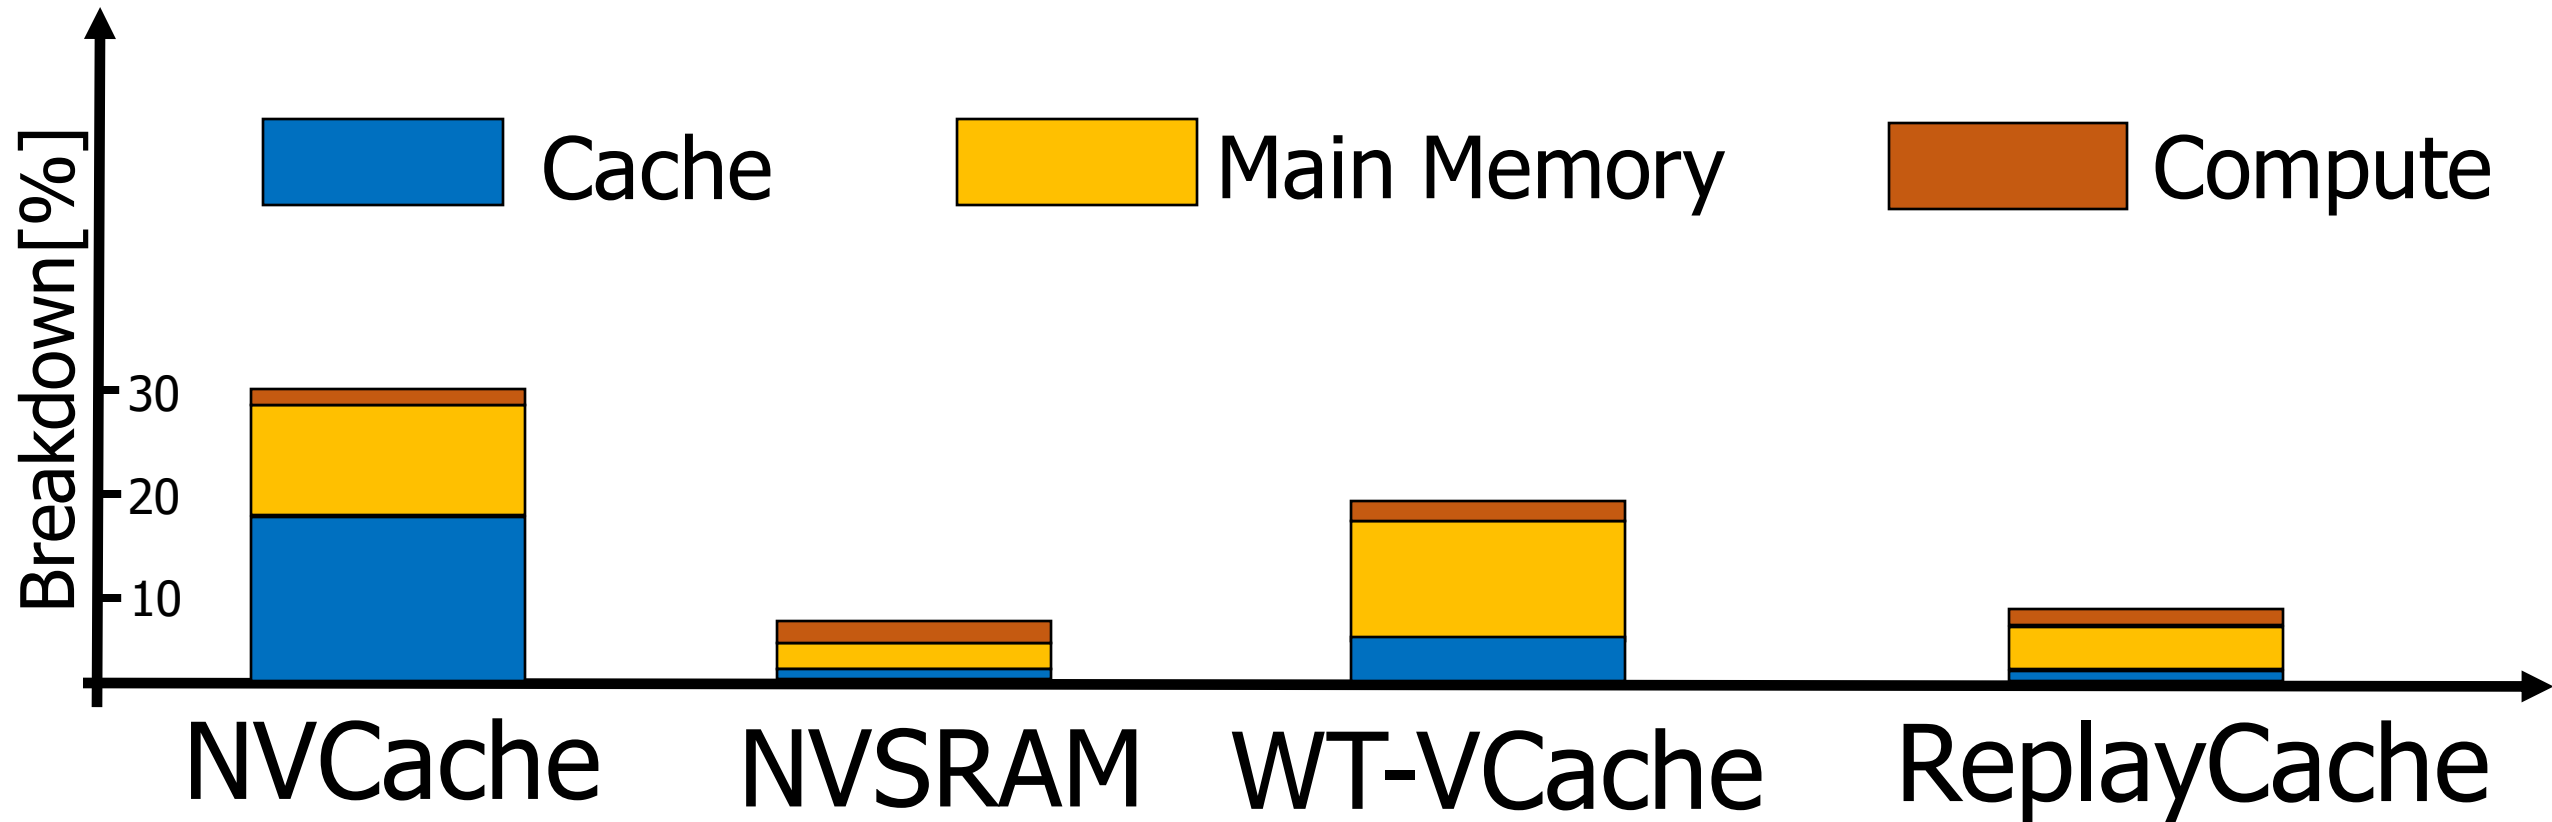 Breakdown[%]
Cache
Main Memory
Compute
30
20
10
NVCache
NVSRAM
WT-VCache
ReplayCache